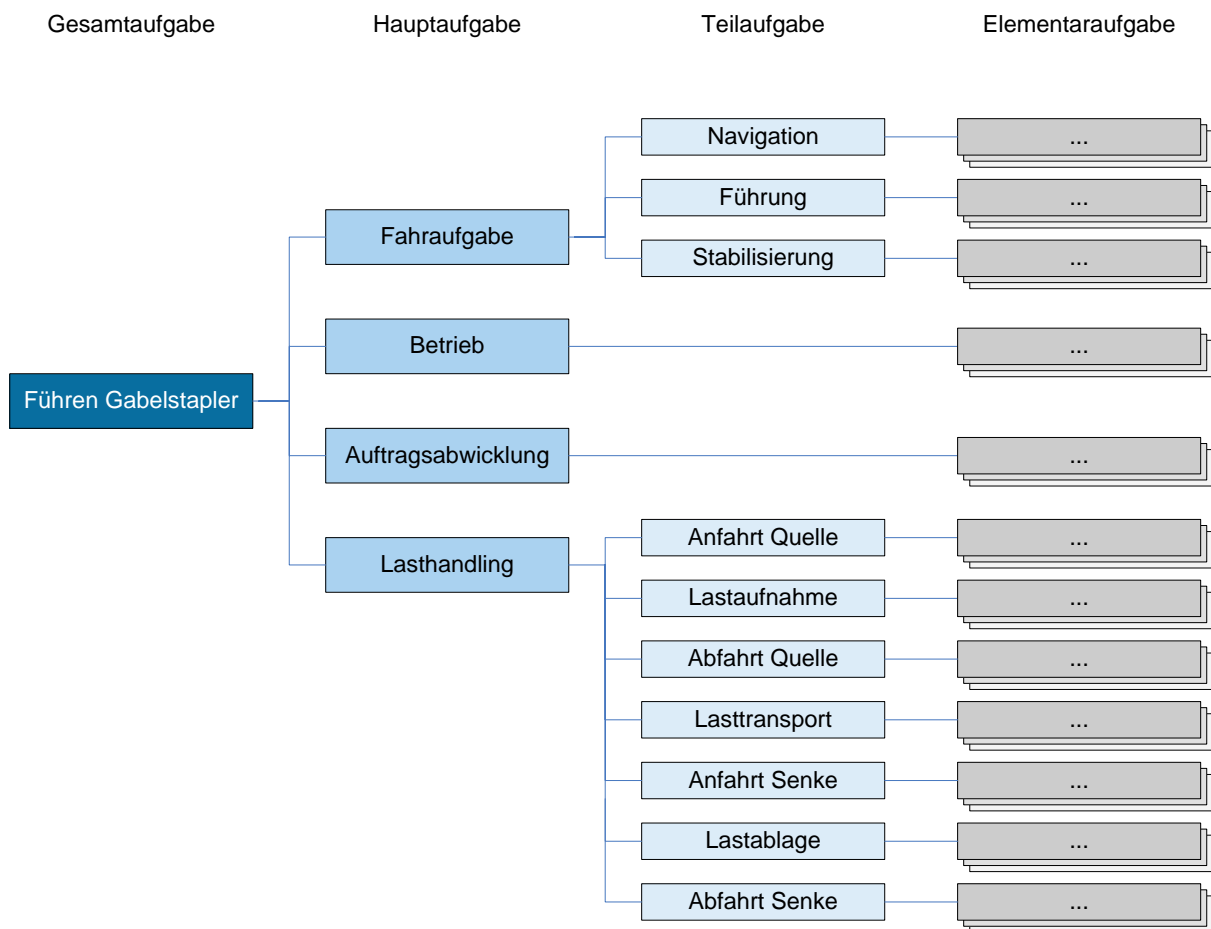 Gesamtaufgabe Hauptaufgabe Teilaufgabe Elementaraufgabe
Navigation ...
Führung ...
Fahraufgabe
Stabilisierung ...
Betrieb ...
Führen Gabelstapler
Auftragsabwicklung ...
Anfahrt Quelle ...
Lasthandling
Lastaufnahme ...
Abfahrt Quelle ...
Lasttransport ...
Anfahrt Senke ...
Lastablage ...
Abfahrt Senke ...